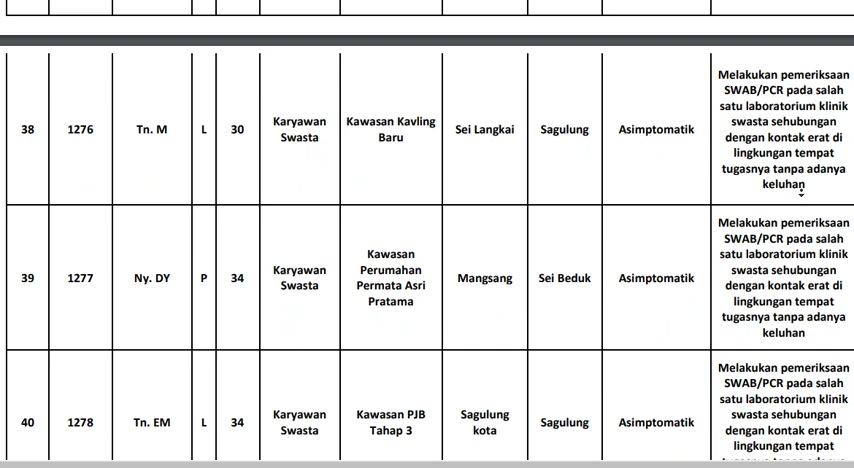 38
1276
Tn. M
L
30
Karyawan
Swasta
Kawasan Kavling
Baru
Sei Langkai
Sagulung
Asimptomatik
Melakukan pemeriksaan
SWAB/PCR pada salah
satu laboratorium klinik
swasta sehubungan
dengan kontak erat di
lingkungan tempat
tugasnya tanpa adanya
keluhan
39
1277
Ny. DY
P
34
Karyawan
Swasta
Kawasan
Perumahan
Permata Asri
Pratama
Mangsang
Sei Beduk
Asimptomatik
Melakukan pemeriksaan
SWAB/PCR pada salah
satu laboratorium klinik
swasta sehubungan
dengan kontak erat di
lingkungan tempat
tugasnya tanpa adanya
keluhan
40
1278
Tn. EM
L
34
Karyawan
Swasta
Kawasan PJB
Tahap 3
Sagulung
kota
Sagulung
Asimptomatik
Melakukan pemeriksaan
SWAB/PCR pada salah
satu laboratorium klinik
swasta sehubungan
dengan kontak erat di
lingkungan tempat